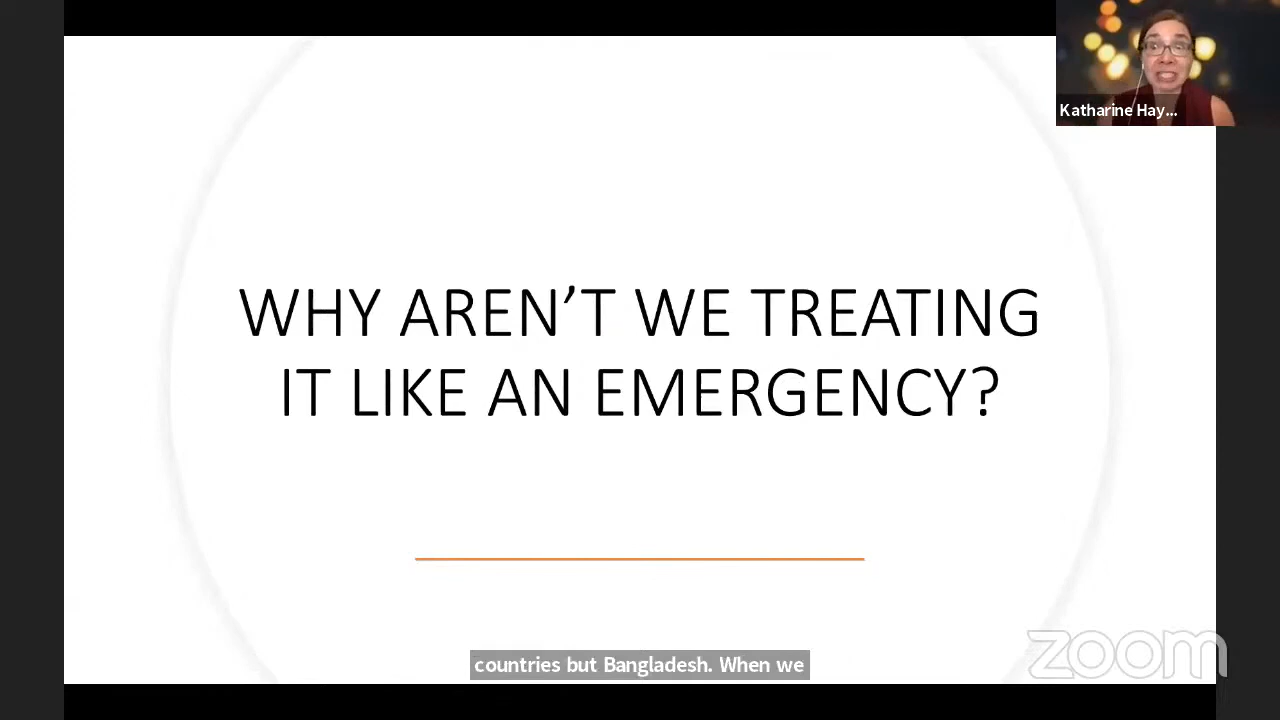 Katharine Hay...
WHY AREN’T WE TREATING
IT LIKE AN EMERGENCY?
countries but Bangladesh. When we
zoom